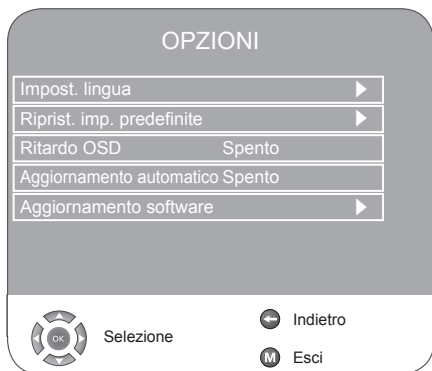 OPZIONI
Impost. lingua
Riprist. imp. predefinite
Ritardo OSD Spento
Aggiornamento automatico Spento
Aggiornamento software
OK Selezione
Indietro
M Esci